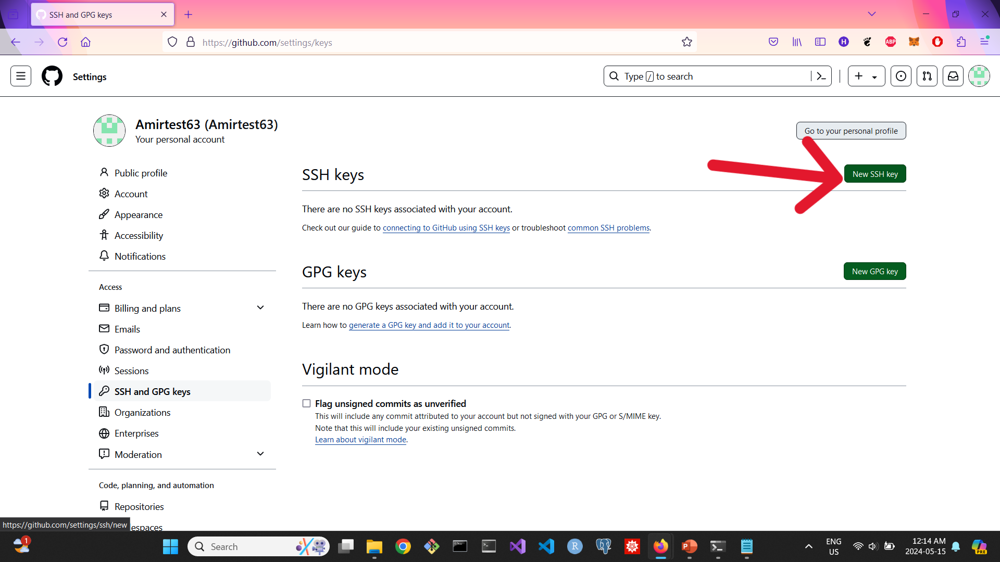 SSH and GPG keys
https://github.com/settings/keys
H
ABP
Settings
Type / to search
Amirtest63 (Amirtest63)
Your personal account
Go to your personal profile
Public profile
Account
Appearance
Accessibility
Notifications
Access
Billing and plans
Emails
Password and authentication
Sessions
SSH and GPG keys
Organizations
Enterprises
Moderation
Code, planning, and automation
Repositories
espaces
SSH keys
New SSH key
There are no SSH keys associated with your account.
Check out our guide to connecting to GitHub using SSH keys or troubleshoot common SSH problems.
GPG keys
New GPG key
There are no GPG keys associated with your account.
Learn how to generate a GPG key and add it to your account.
Vigilant mode
Flag unsigned commits as unverified
This will include any commit attributed to your account but not signed with your GPG or S/MIME key.
Note that this will include your existing unsigned commits.
Learn about vigilant mode.
https://github.com/settings/ssh/new
1
Search
R
P
ENG
US
12:14 AM
2024-05-15
PRE